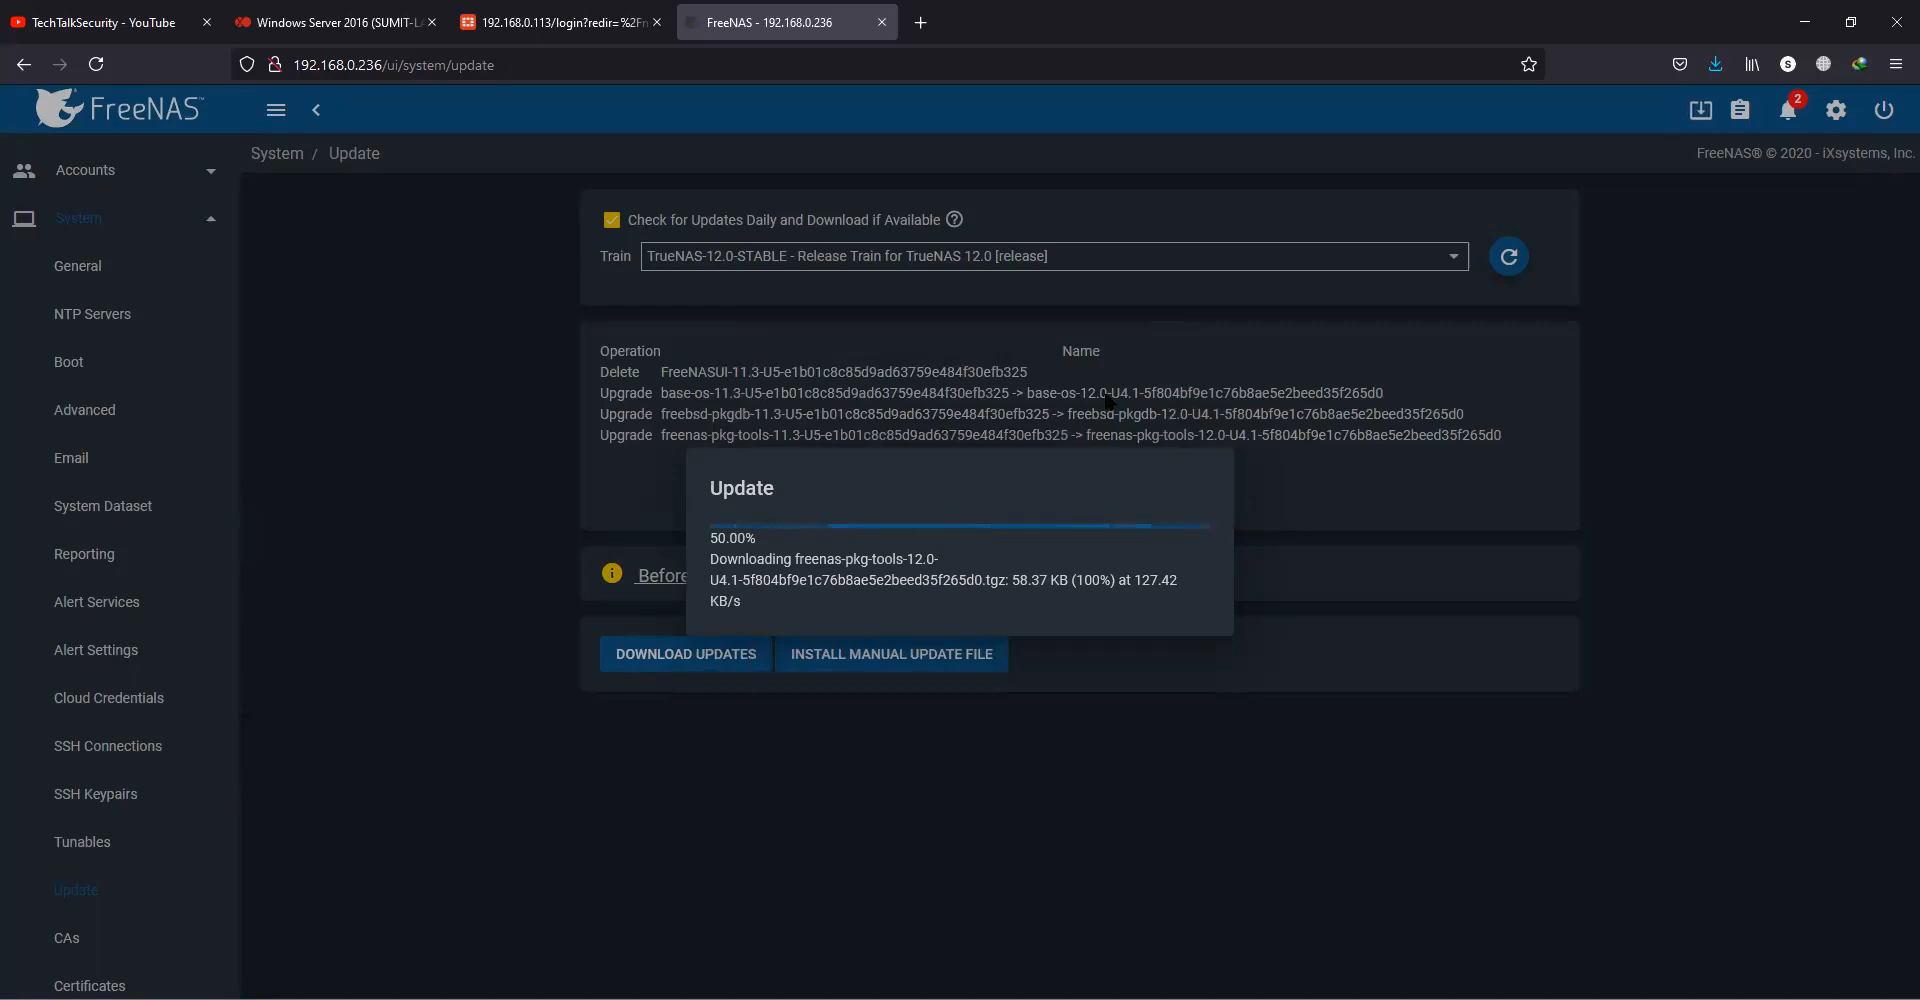 TechTalkSecurity - YouTube
Windows Server 2016 (SUMIT-LA
192.168.0.113/login?redir=%2Fn
FreeNAS - 192.168.0.236
192.168.0.236/ui/system/update
S
FreeNAS™
2
System / Update
FreeNAS® © 2020 - iXsystems, Inc.
Accounts
System
General
NTP Servers
Boot
Advanced
Email
System Dataset
Reporting
Alert Services
Alert Settings
Cloud Credentials
SSH Connections
SSH Keypairs
Tunables
Update
CAs
Certificates
Check for Updates Daily and Download if Available
Train TrueNAS-12.0-STABLE - Release Train for TrueNAS 12.0 [release]
Operation Name
Delete FreeNASUI-11.3-U5-e1b01c8c85d9ad63759e484f30efb325
Upgrade base-os-11.3-U5-e1b01c8c85d9ad63759e484f30efb325 -> base-os-12.0-U4.1-5f804bf9e1c76b8ae5e2beed35f265d0
Upgrade freebsd-pkgdb-11.3-U5-e1b01c8c85d9ad63759e484f30efb325 -> freebsd-pkgdb-12.0-U4.1-5f804bf9e1c76b8ae5e2beed35f265d0
Upgrade freenas-pkg-tools-11.3-U5-e1b01c8c85d9ad63759e484f30efb325 -> freenas-pkg-tools-12.0-U4.1-5f804bf9e1c76b8ae5e2beed35f265d0
Update
50.00%
Downloading freenas-pkg-tools-12.0-
U4.1-5f804bf9e1c76b8ae5e2beed35f265d0.tgz: 58.37 KB (100%) at 127.42
KB/s
Before
DOWNLOAD UPDATES
INSTALL MANUAL UPDATE FILE